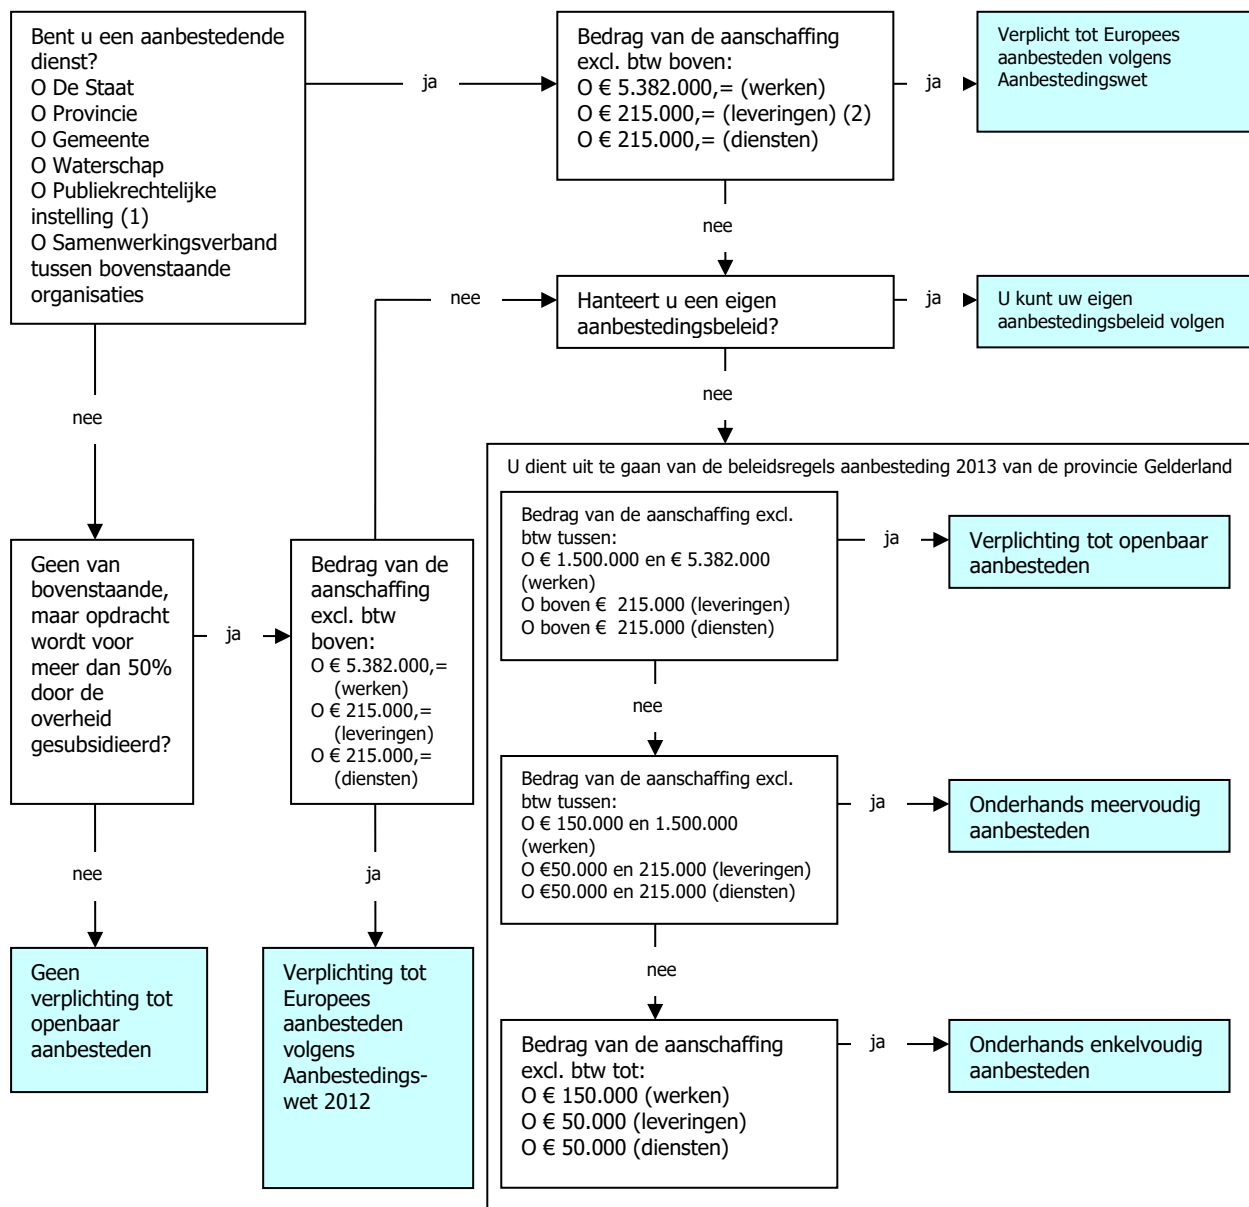 Bent u een aanbestedende
dienst?
O De Staat
O Provincie
O Gemeente
O Waterschap
O Publiekrechtelijke
instelling (1)
O Samenwerkingsverband
tussen bovenstaande
organisaties
ja
Bedrag van de aanschaffing
excl. btw boven:
O € 5.382.000,= (werken)
O € 215.000,= (leveringen) (2)
O € 215.000,= (diensten)
ja
Verplicht tot Europees
aanbesteden volgens
Aanbestedingswet
nee
nee
Hanteert u een eigen
aanbestedingsbeleid?
ja
U kunt uw eigen
aanbestedingsbeleid volgen
nee
nee
U dient uit te gaan van de beleidsregels aanbesteding 2013 van de provincie Gelderland
Geen van
bovenstaande,
maar opdracht
wordt voor
meer dan 50%
door de
overheid
gesubsidieerd?
ja
Bedrag van de
aanschaffing
excl. btw
boven:
O € 5.382.000,=
(werken)
O € 215.000,=
(leveringen)
O € 215.000,=
(diensten)
Bedrag van de aanschaffing excl.
btw tussen:
O € 1.500.000 en € 5.382.000
(werken)
O boven € 215.000 (leveringen)
O boven € 215.000 (diensten)
ja
Verplichting tot openbaar
aanbesteden
nee
Bedrag van de aanschaffing excl.
btw tussen:
O € 150.000 en 1.500.000
(werken)
O €50.000 en 215.000 (leveringen)
O €50.000 en 215.000 (diensten)
ja
Onderhands meervoudig
aanbesteden
nee
ja
nee
Geen
verplichting tot
openbaar
aanbesteden
Verplichting tot
Europees
aanbesteden
volgens
Aanbestedings-
wet 2012
Bedrag van de aanschaffing
excl. btw tot:
O € 150.000 (werken)
O € 50.000 (leveringen)
O € 50.000 (diensten)
ja
Onderhands enkelvoudig
aanbesteden